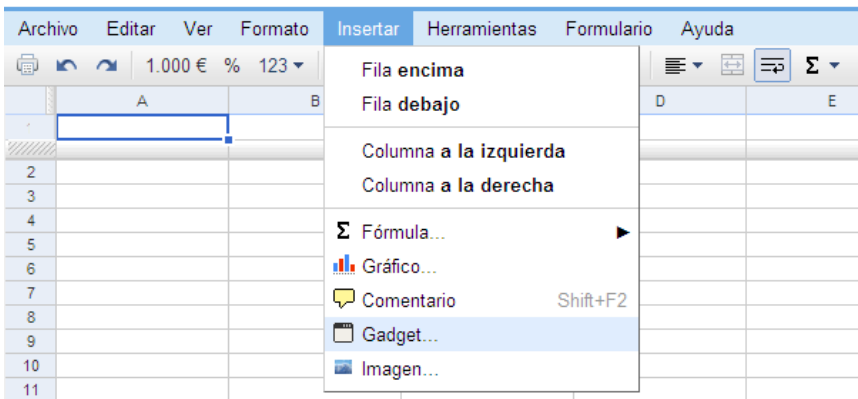 Archivo Editar Ver Formato Insertar Herramientas Formulario Ayuda
1.000 € % 123 Σ
A B D E
Fila encima
Fila debajo
Columna a la izquierda
Columna a la derecha
Σ Fórmula...
Gráfico...
Comentario Shift+F2
Gadget...
Imagen...
2
3
4
5
6
7
8
9
10
11